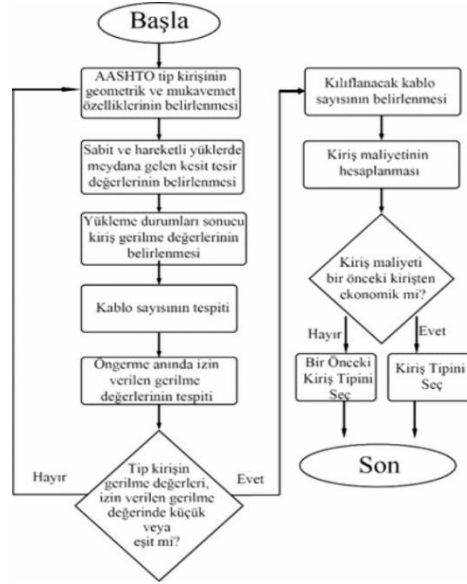 Başla
AASHTO tip kirişinin
geometrik ve mukavemet
özelliklerinin belirlenmesi
Sabit ve hareketli yüklerde
meydana gelen kesit tesir
değerlerinin belirlenmesi
Yükleme durumları sonucu
kiriş gerilme değerlerinin
belirlenmesi
Kablo sayısının tespiti
Öngerme anında izin
verilen gerilme
değerlerinin tespiti
Tip kirişin
gerilme değerleri,
izin verilen gerilme
değerinde küçük
veya
eşit mi?
Hayır
Evet
Kılıflanacak kablo
sayısının belirlenmesi
Kiriş maliyetinin
hesaplanması
Kiriş maliyeti
bir önceki kirişten
ekonomik mi?
Hayır
Evet
Bir Önceki
Kiriş Tipini
Seç
Kiriş Tipini
Seç
Son